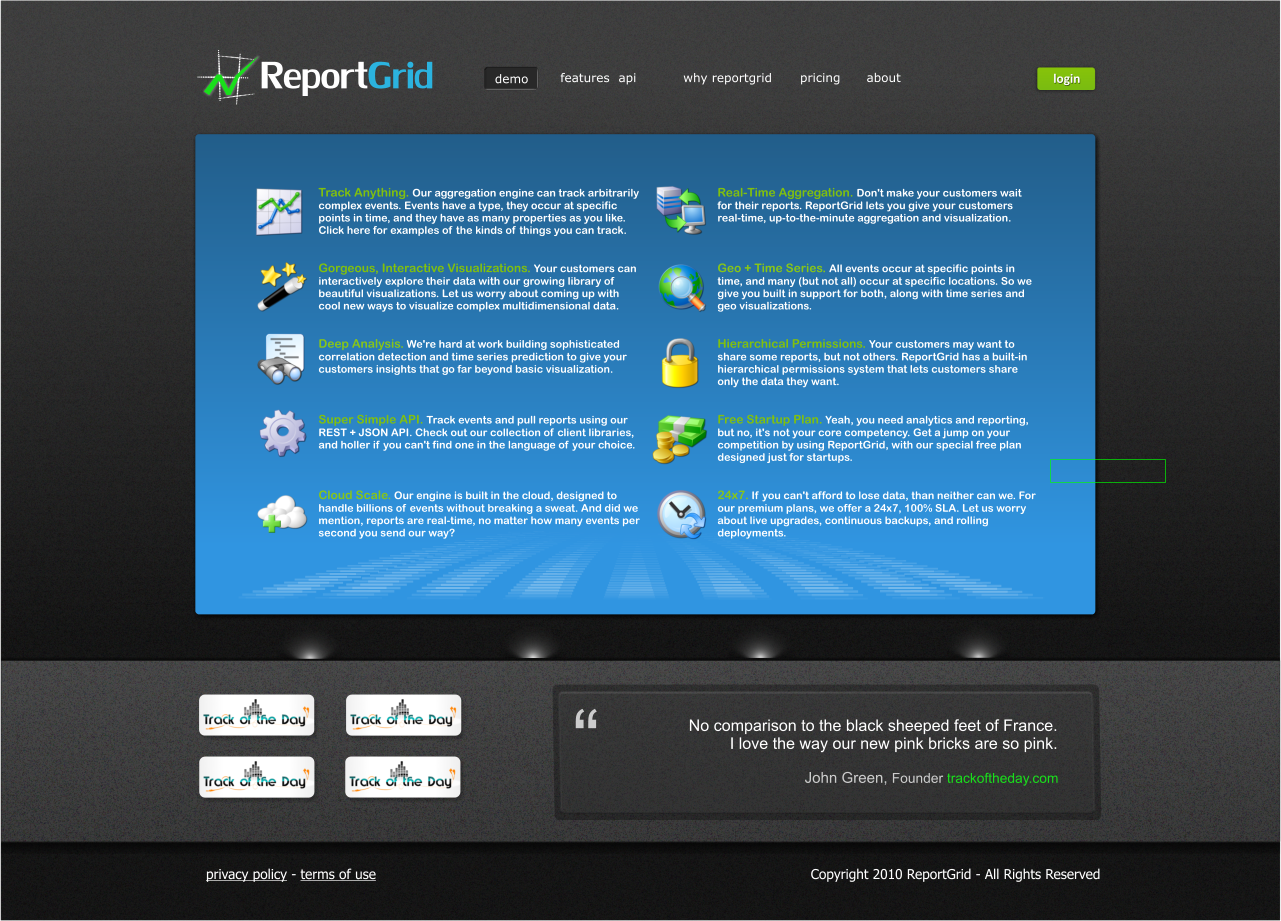 ReportGrid
demo features api why reportgrid pricing about login
Track Anything. Our aggregation engine can track arbitrarily
complex events. Events have a type, they occur at specific
points in time, and they have as many properties as you like.
Click here for examples of the kinds of things you can track.
Real-Time Aggregation. Don't make your customers wait
for their reports. ReportGrid lets you give your customers
real-time, up-to-the-minute aggregation and visualization.
Gorgeous, Interactive Visualizations. Your customers can
interactively explore their data with our growing library of
beautiful visualizations. Let us worry about coming up with
cool new ways to visualize complex multidimensional data.
Geo + Time Series. All events occur at specific points in
time, and many (but not all) occur at specific locations. So we
give you built in support for both, along with time series and
geo visualizations.
Deep Analysis. We're hard at work building sophisticated
correlation detection and time series prediction to give your
customers insights that go far beyond basic visualization.
Hierarchical Permissions. Your customers may want to
share some reports, but not others. ReportGrid has a built-in
hierarchical permissions system that lets customers share
only the data they want.
Super Simple API. Track events and pull reports using our
REST + JSON API. Check out our collection of client libraries,
and holler if you can't find one in the language of your choice.
Free Startup Plan. Yeah, you need analytics and reporting,
but no, it's not your core competency. Get a jump on your
competition by using ReportGrid, with our special free plan
designed just for startups.
Cloud Scale. Our engine is built in the cloud, designed to
handle billions of events without breaking a sweat. And did we
mention, reports are real-time, no matter how many events per
second you send our way?
24x7. If you can't afford to lose data, than neither can we. For
our premium plans, we offer a 24x7, 100% SLA. Let us worry
about live upgrades, continuous backups, and rolling
deployments.
Track of the Day
Track of the Day
Track of the Day
Track of the Day
“
No comparison to the black sheeped feet of France.
I love the way our new pink bricks are so pink.
John Green, Founder trackoftheday.com
privacy policy - terms of use
Copyright 2010 ReportGrid - All Rights Reserved